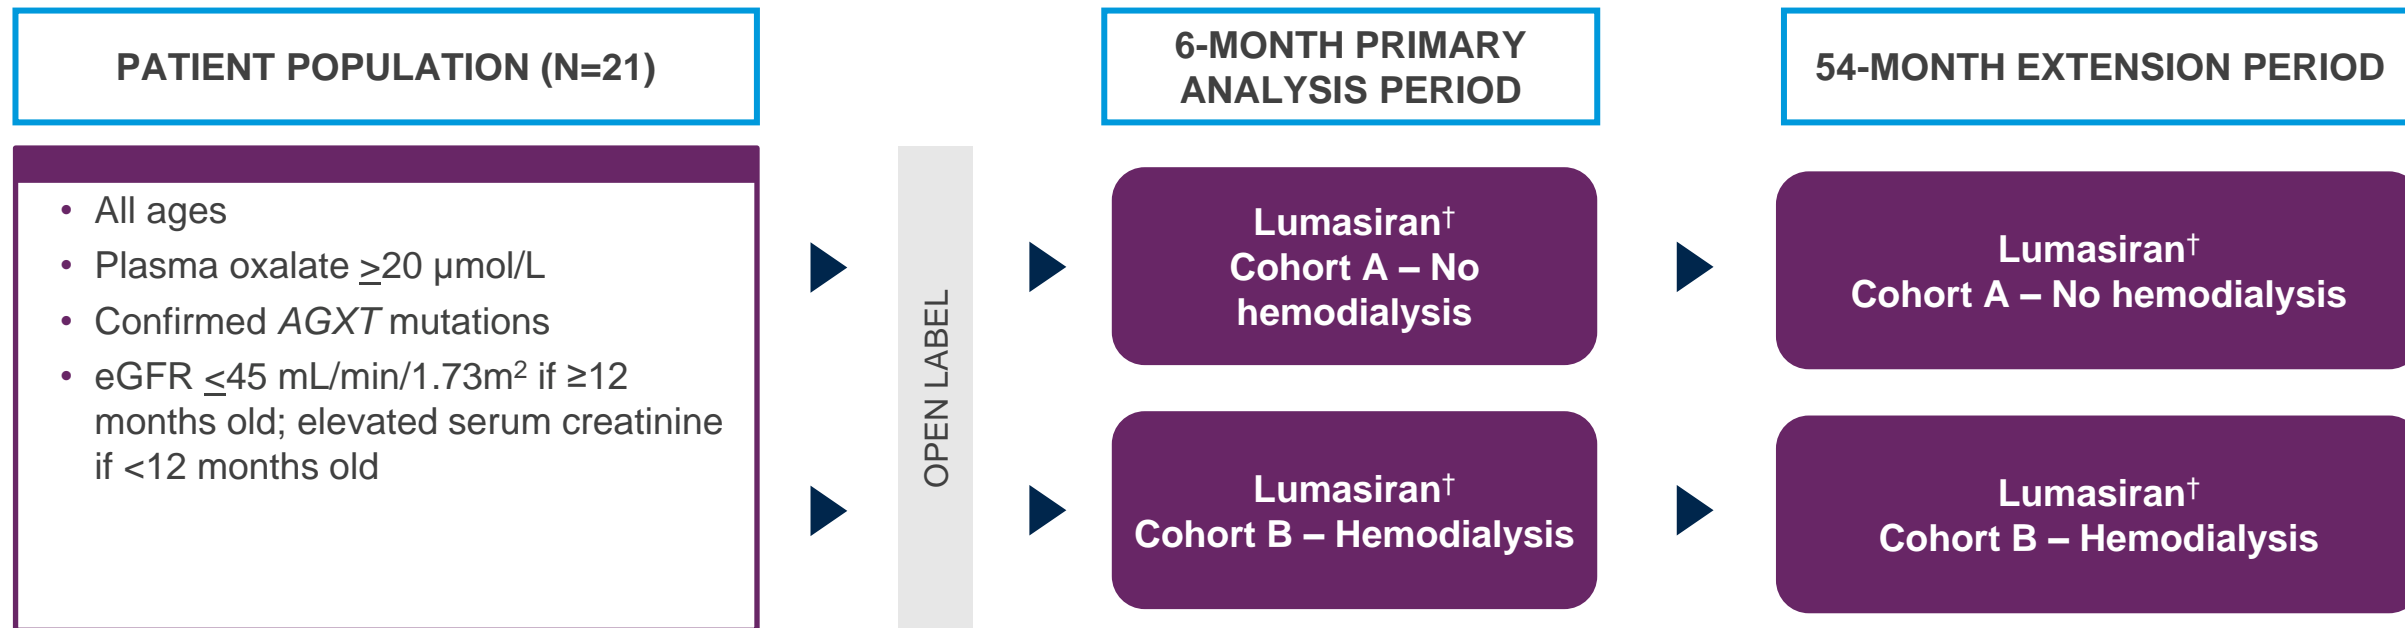 PATIENT POPULATION (N=21)
• All ages
• Plasma oxalate ≥20 µmol/L
• Confirmed AGXT mutations
• eGFR ≤45 mL/min/1.73m² if ≥12
months old; elevated serum creatinine
if <12 months old
OPEN LABEL
6-MONTH PRIMARY
ANALYSIS PERIOD
Lumasiran†
Cohort A – No
hemodialysis
Lumasiran†
Cohort B – Hemodialysis
54-MONTH EXTENSION PERIOD
Lumasiran†
Cohort A – No hemodialysis
Lumasiran†
Cohort B – Hemodialysis